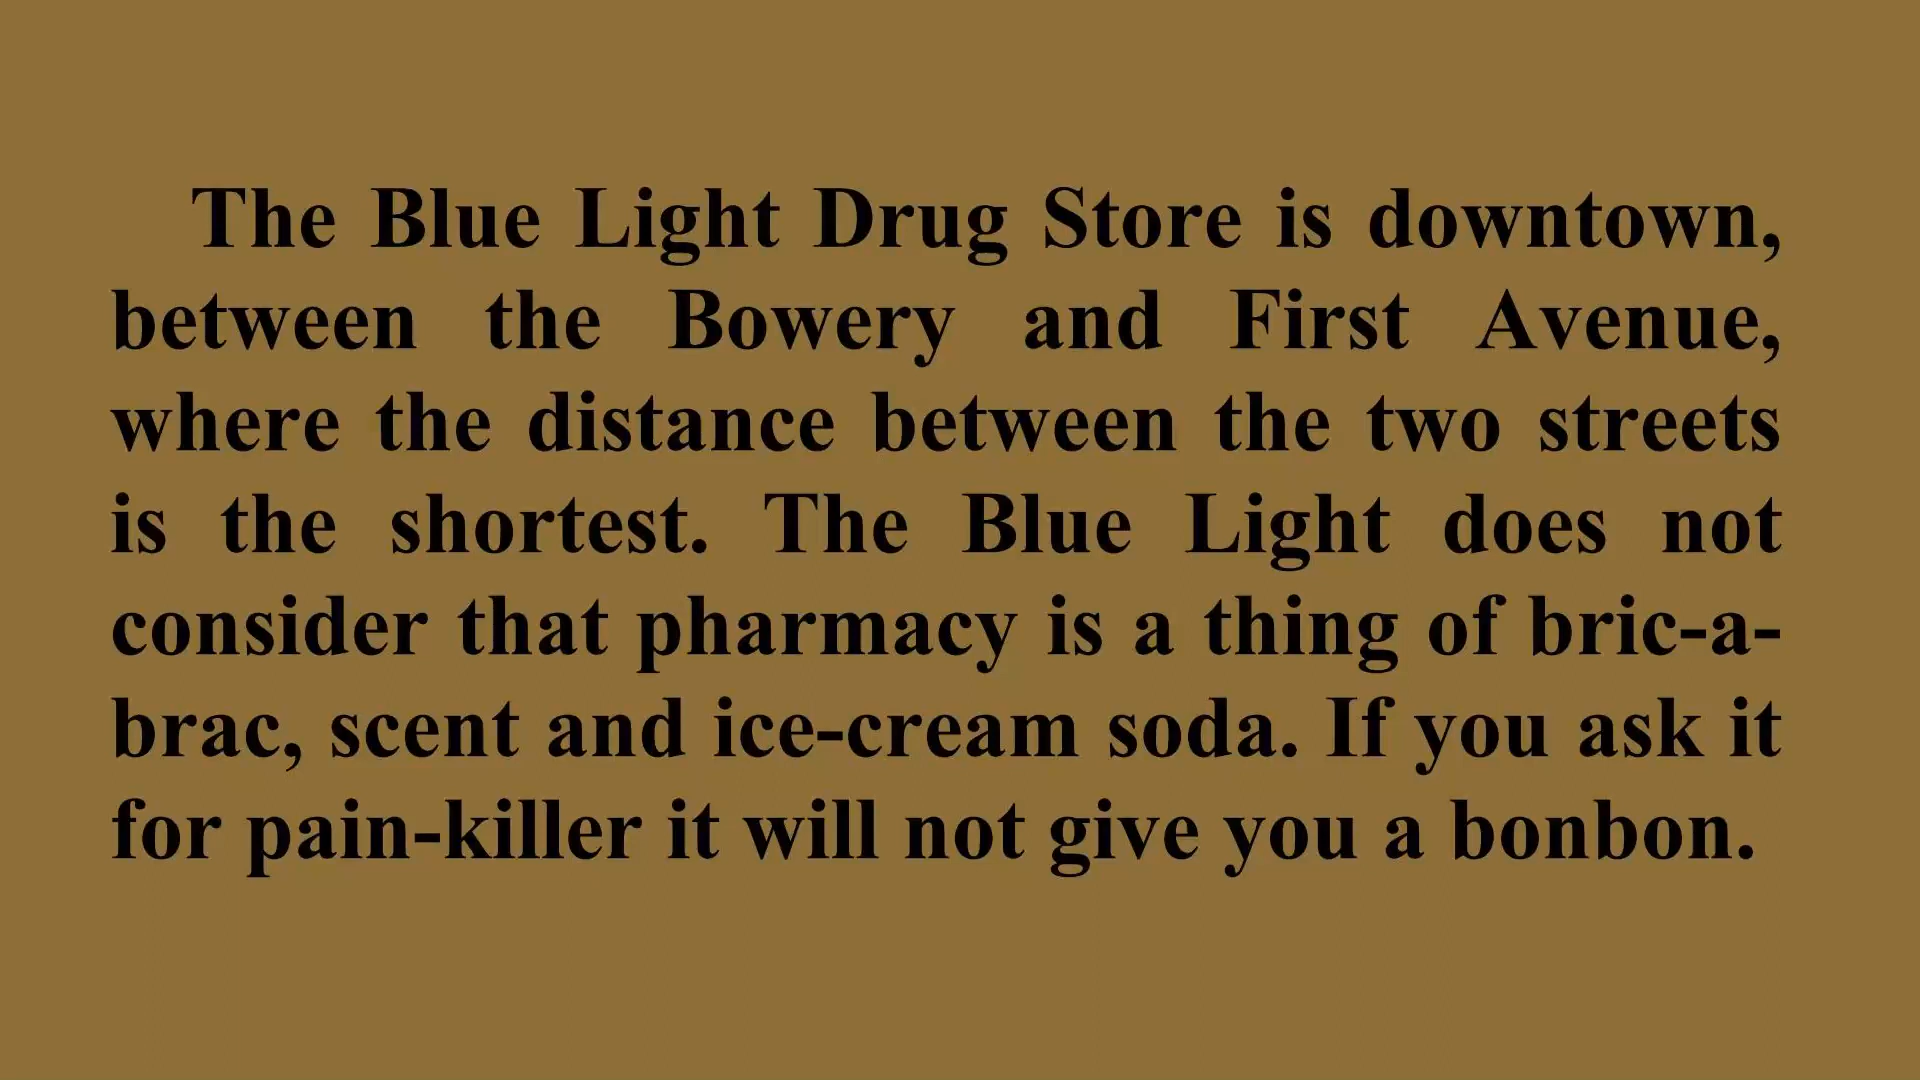 The Blue Light Drug Store is downtown,
between the Bowery and First Avenue,
where the distance between the two streets
is the shortest. The Blue Light does not
consider that pharmacy is a thing of bric-a-
brac, scent and ice-cream soda. If you ask it
for pain-killer it will not give you a bonbon.